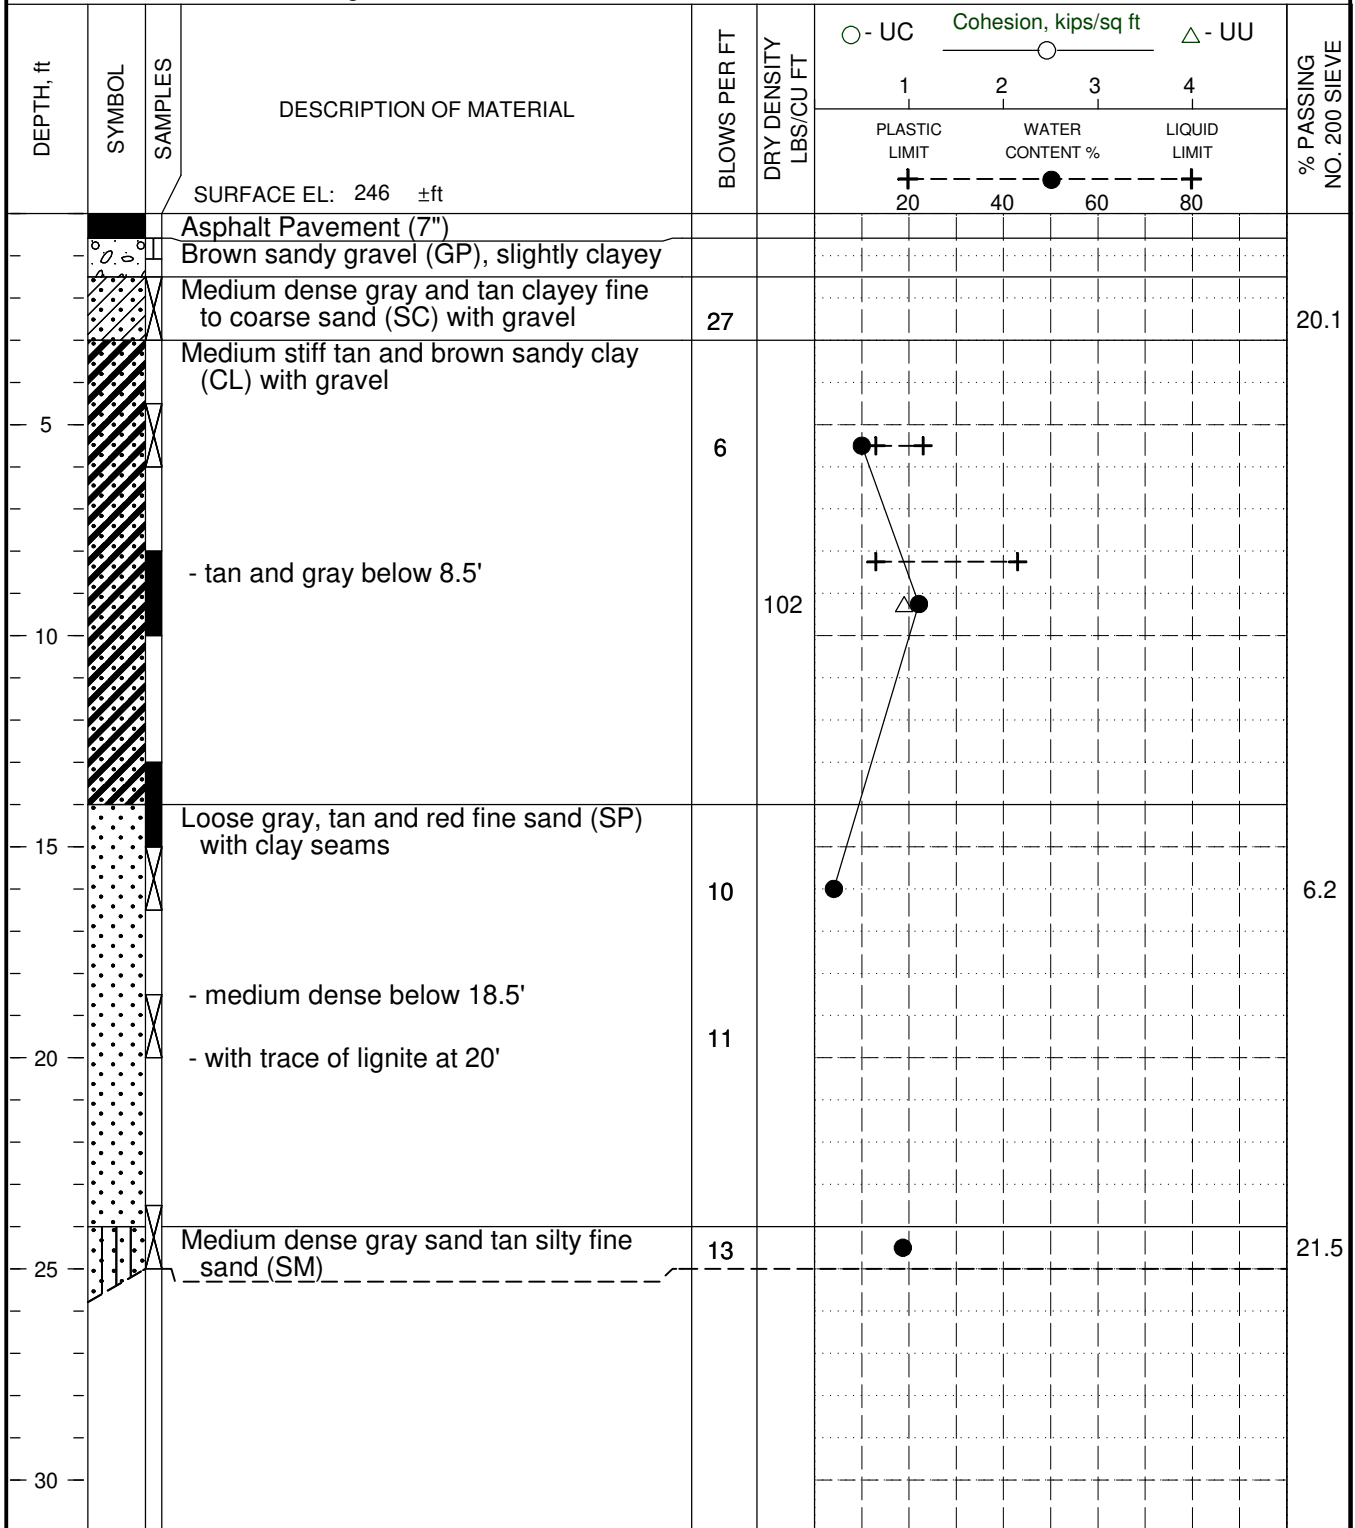 DEPTH, ft
SYMBOL
SAMPLES
DESCRIPTION OF MATERIAL
SURFACE EL: 246 ±ft
BLOWS PER FT
DRY DENSITY
LBS/CU FT
- UC
Cohesion, kips/sq ft
- UU
1 2 3 4
PLASTIC
LIMIT
WATER
CONTENT %
LIQUID
LIMIT
20 40 60 80
% PASSING
NO. 200 SIEVE
Asphalt Pavement (7")
Brown sandy gravel (GP), slightly clayey
Medium dense gray and tan clayey fine
to coarse sand (SC) with gravel
27
20.1
Medium stiff tan and brown sandy clay
(CL) with gravel
5
6
- tan and gray below 8.5'
102
10
Loose gray, tan and red fine sand (SP)
with clay seams
15
10
6.2
- medium dense below 18.5'
11
- with trace of lignite at 20'
20
Medium dense gray sand tan silty fine
sand (SM)
13
21.5
25
30